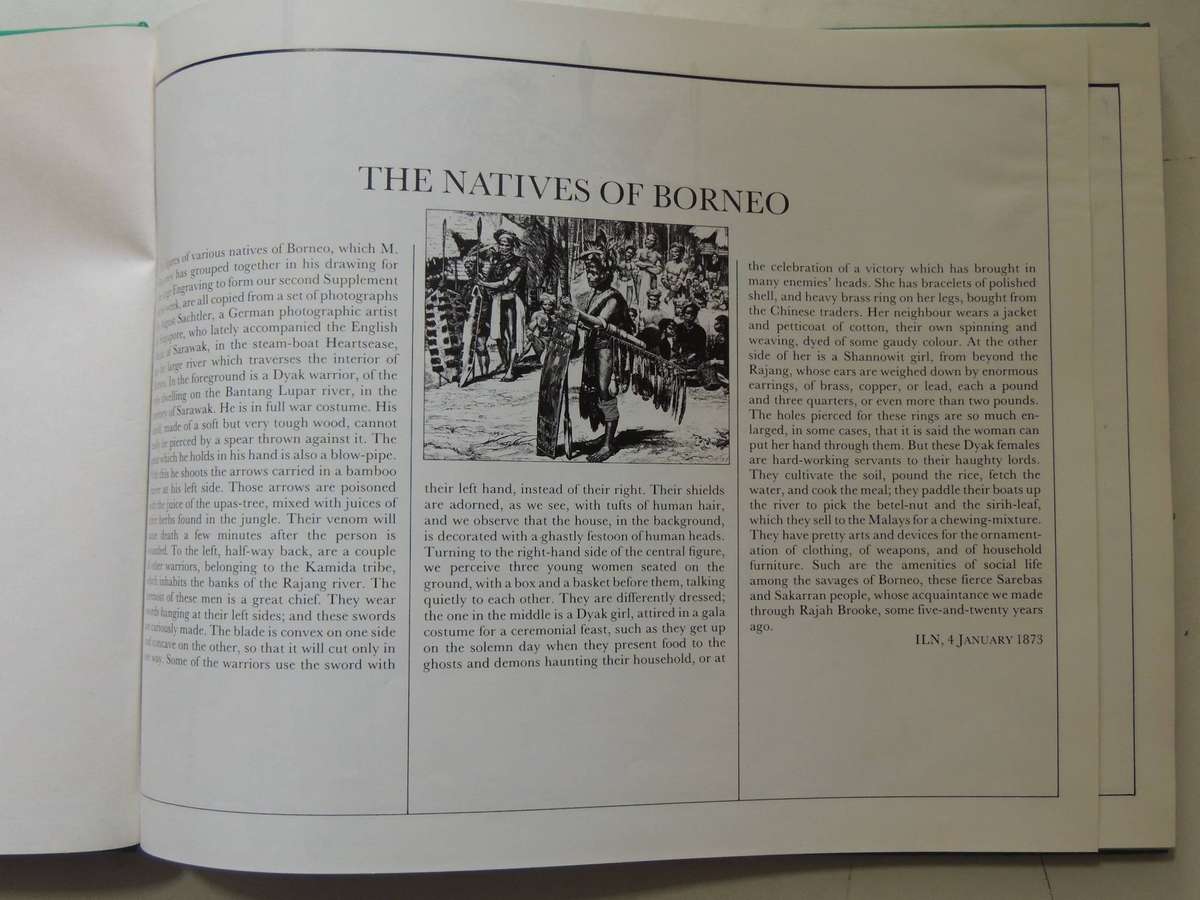 THE NATIVES OF BORNEO
of various natives of Borneo, which M.
has grouped together in his drawing for
Engraving to form our second Supplement
week, are all copied from a set of photographs
Sachtler, a German photographic artist
who lately accompanied the English
of Sarawak, in the steam-boat Heartsease,
large river which traverses the interior of
In the foreground is a Dyak warrior, of the
dwelling on the Bantang Lupar river, in the
of Sarawak. He is in full war costume. His
made of a soft but very tough wood, cannot
be pierced by a spear thrown against it. The
which he holds in his hand is also a blow-pipe.
this he shoots the arrows carried in a bamboo
at his left side. Those arrows are poisoned
the juice of the upas-tree, mixed with juices of
herbs found in the jungle. Their venom will
death a few minutes after the person is
To the left, half-way back, are a couple
other warriors, belonging to the Kamida tribe,
which inhabits the banks of the Rajang river. The
of these men is a great chief. They wear
swords hanging at their left sides; and these swords
are curiously made. The blade is convex on one side
and concave on the other, so that it will cut only in
one way. Some of the warriors use the sword with
their left hand, instead of their right. Their shields
are adorned, as we see, with tufts of human hair,
and we observe that the house, in the background,
is decorated with a ghastly festoon of human heads.
Turning to the right-hand side of the central figure,
we perceive three young women seated on the
ground, with a box and a basket before them, talking
quietly to each other. They are differently dressed;
the one in the middle is a Dyak girl, attired in a gala
costume for a ceremonial feast, such as they get up
on the solemn day when they present food to the
ghosts and demons haunting their household, or at
the celebration of a victory which has brought in
many enemies' heads. She has bracelets of polished
shell, and heavy brass ring on her legs, bought from
the Chinese traders. Her neighbour wears a jacket
and petticoat of cotton, their own spinning and
weaving, dyed of some gaudy colour. At the other
side of her is a Shannowit girl, from beyond the
Rajang, whose ears are weighed down by enormous
earrings, of brass, copper, or lead, each a pound
and three quarters, or even more than two pounds.
The holes pierced for these rings are so much en-
larged, in some cases, that it is said the woman can
put her hand through them. But these Dyak females
are hard-working servants to their haughty lords.
They cultivate the soil, pound the rice, fetch the
water, and cook the meal; they paddle their boats up
the river to pick the betel-nut and the sirih-leaf,
which they sell to the Malays for a chewing-mixture.
They have pretty arts and devices for the ornament-
ation of clothing, of weapons, and of household
furniture. Such are the amenities of social life
among the savages of Borneo, these fierce Sarebas
and Sakarran people, whose acquaintance we made
through Rajah Brooke, some five-and-twenty years
ago.
ILN, 4 JANUARY 1873